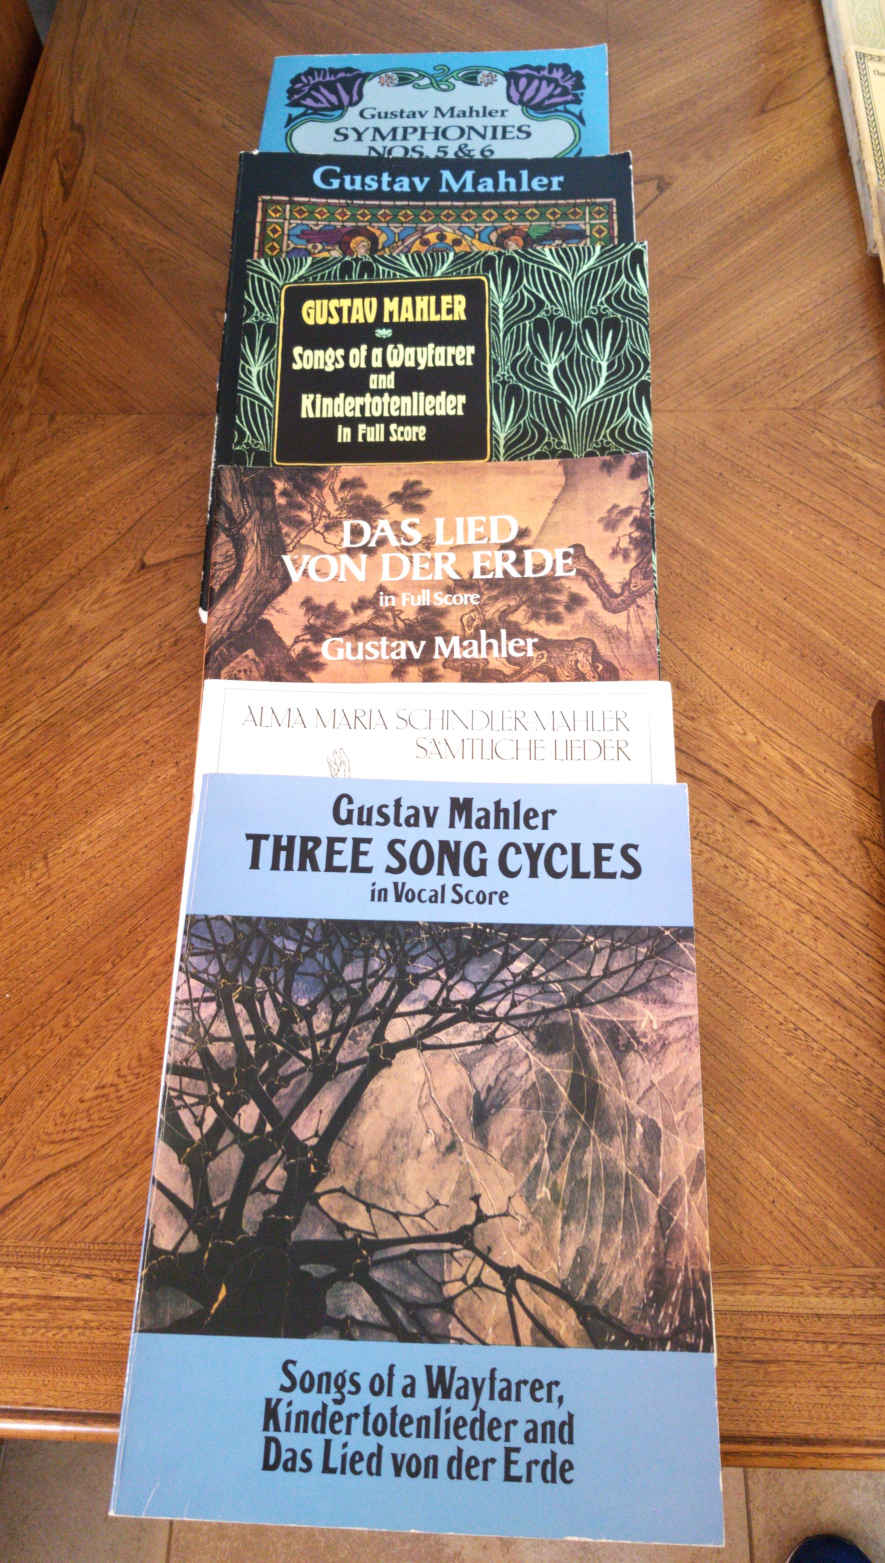 Gustav Mahler
SYMPHONIES
NOS. 5 & 6
Gustav Mahler
GUSTAV MAHLER
Songs of a Wayfarer
and
Kindertotenlieder
in Full Score
DAS LIED
VON DER ERDE
in Full Score
Gustav Mahler
ALMA MARIA SCHINDLER-MAHLER
SÄMTLICHE LIEDER
Gustav Mahler
THREE SONG CYCLES
in Vocal Score
Songs of a Wayfarer,
Kindertotenlieder and
Das Lied von der Erde